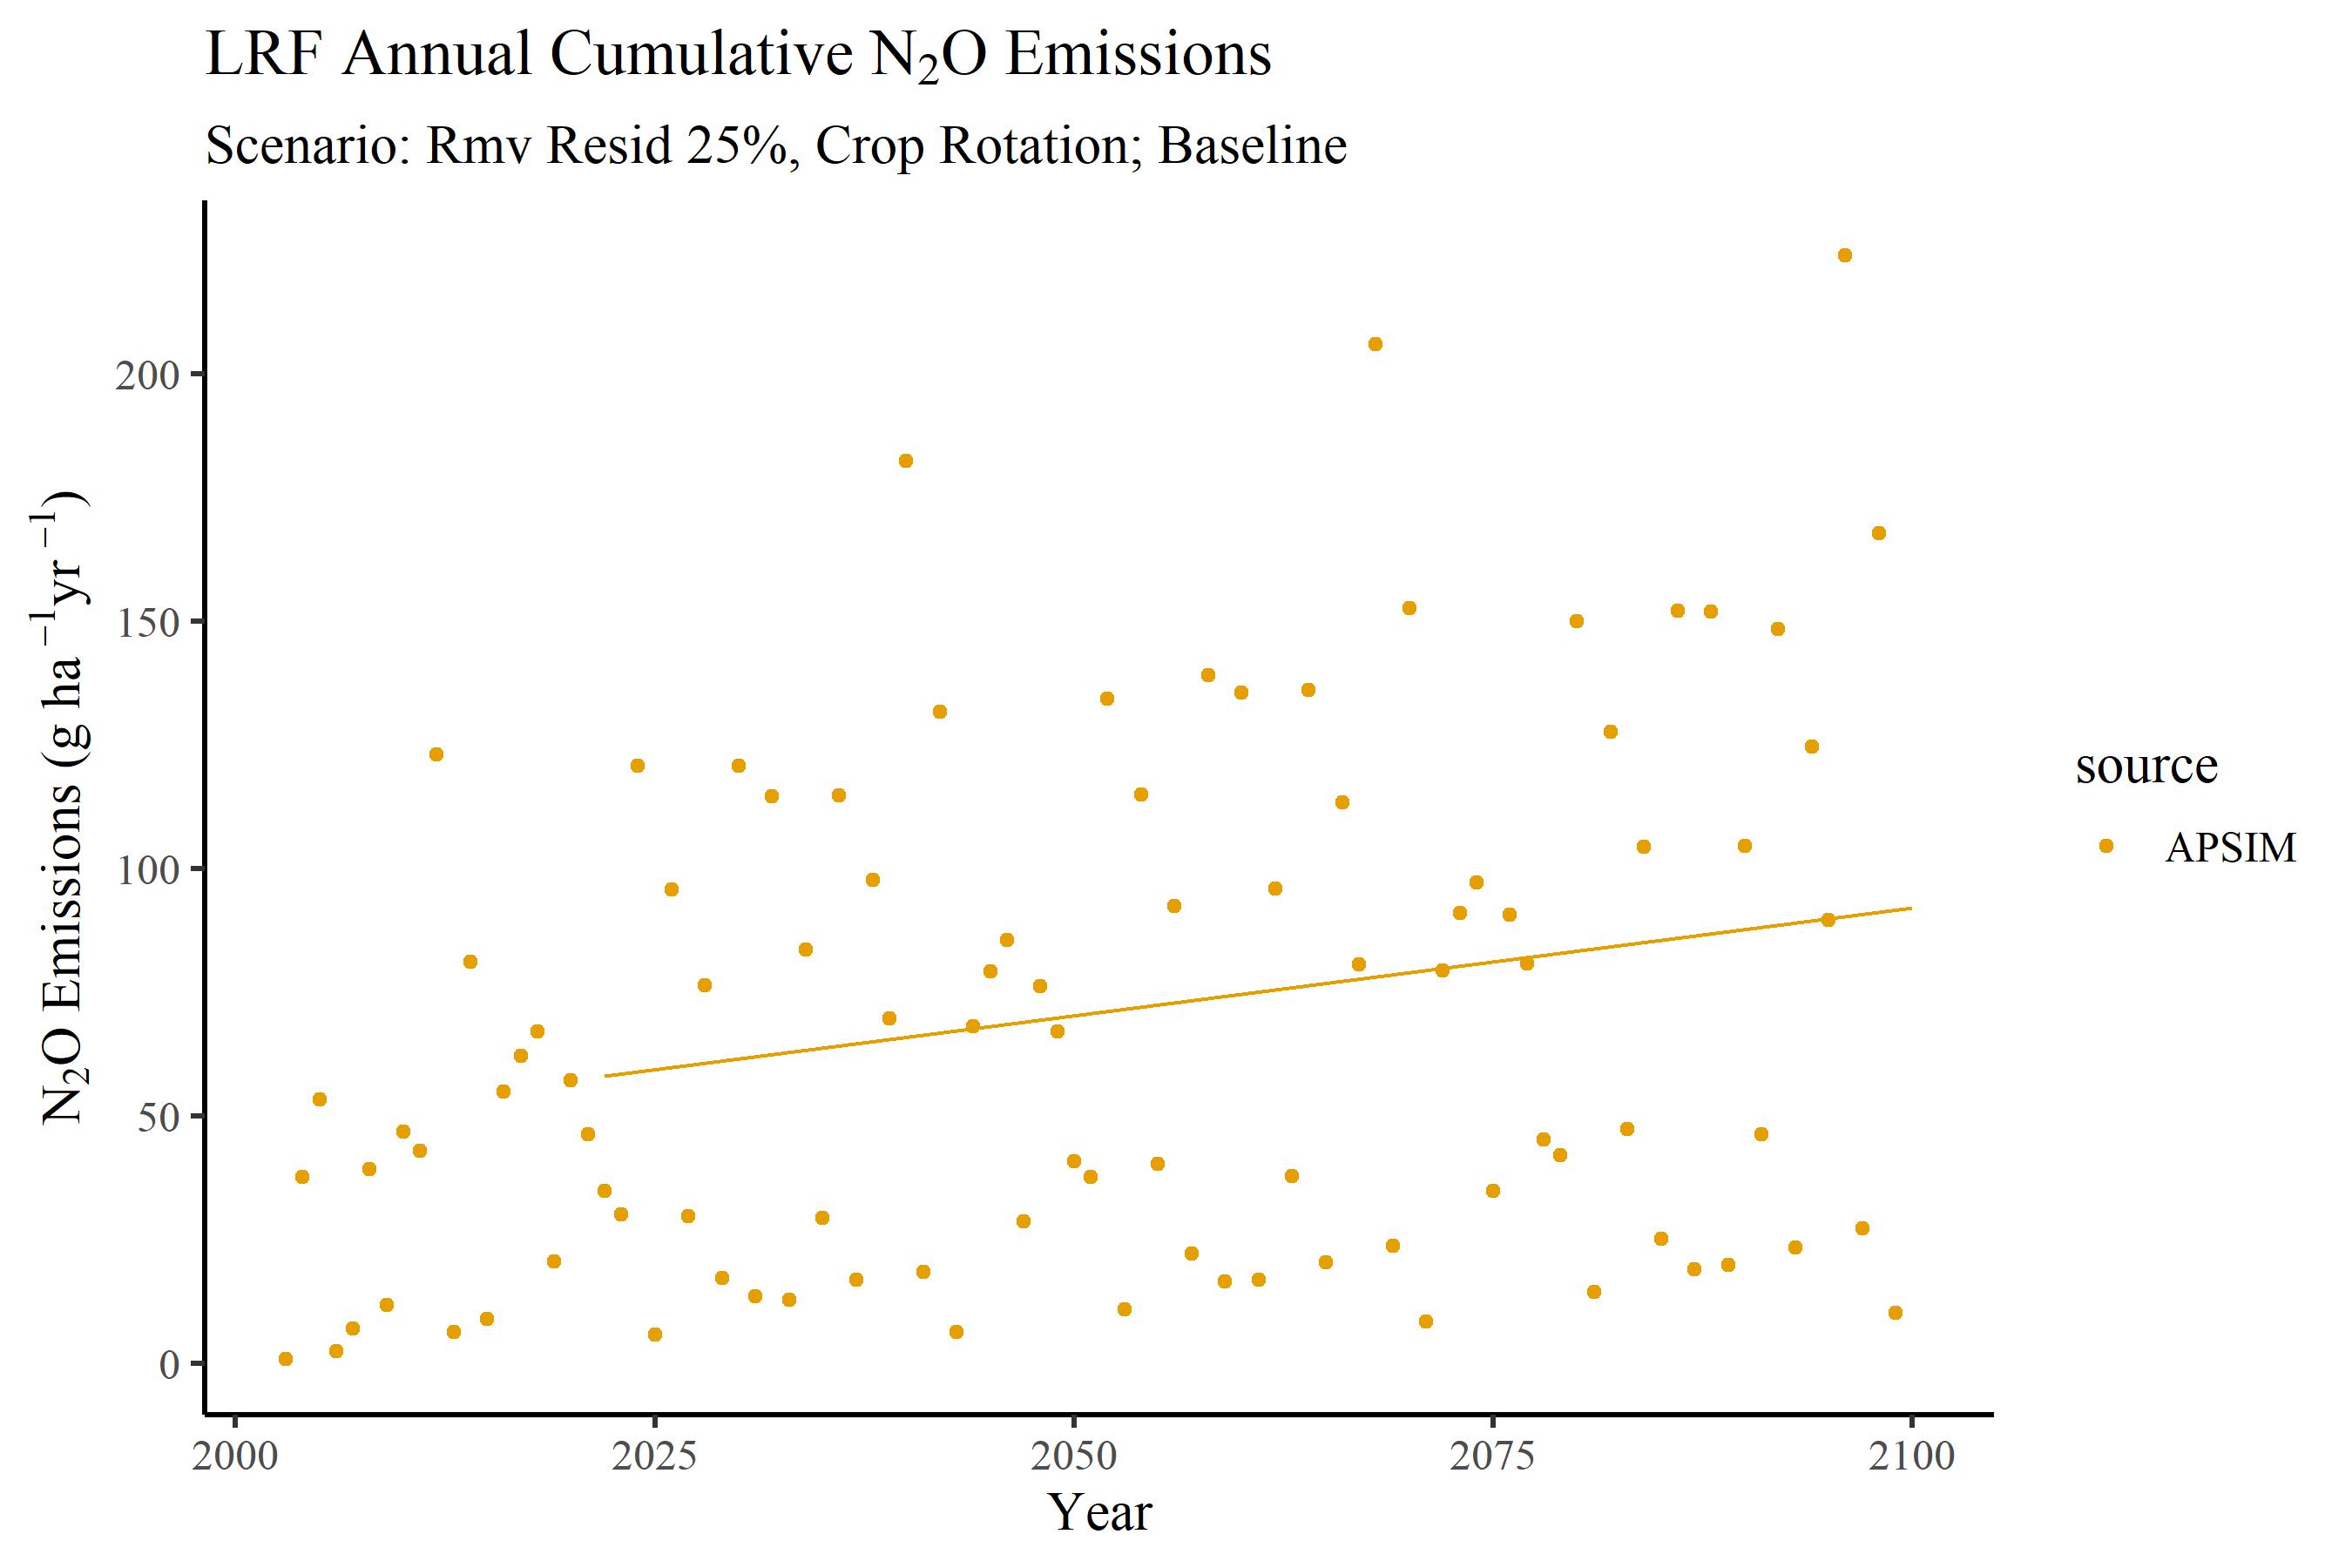 LRF Annual Cumulative N₂O Emissions
Scenario: Rmv Resid 25%, Crop Rotation; Baseline
N₂O Emissions (g ha ⁻¹yr ⁻¹)
200
150
100
50
0
2000 2025 2050 2075 2100
Year
source
APSIM